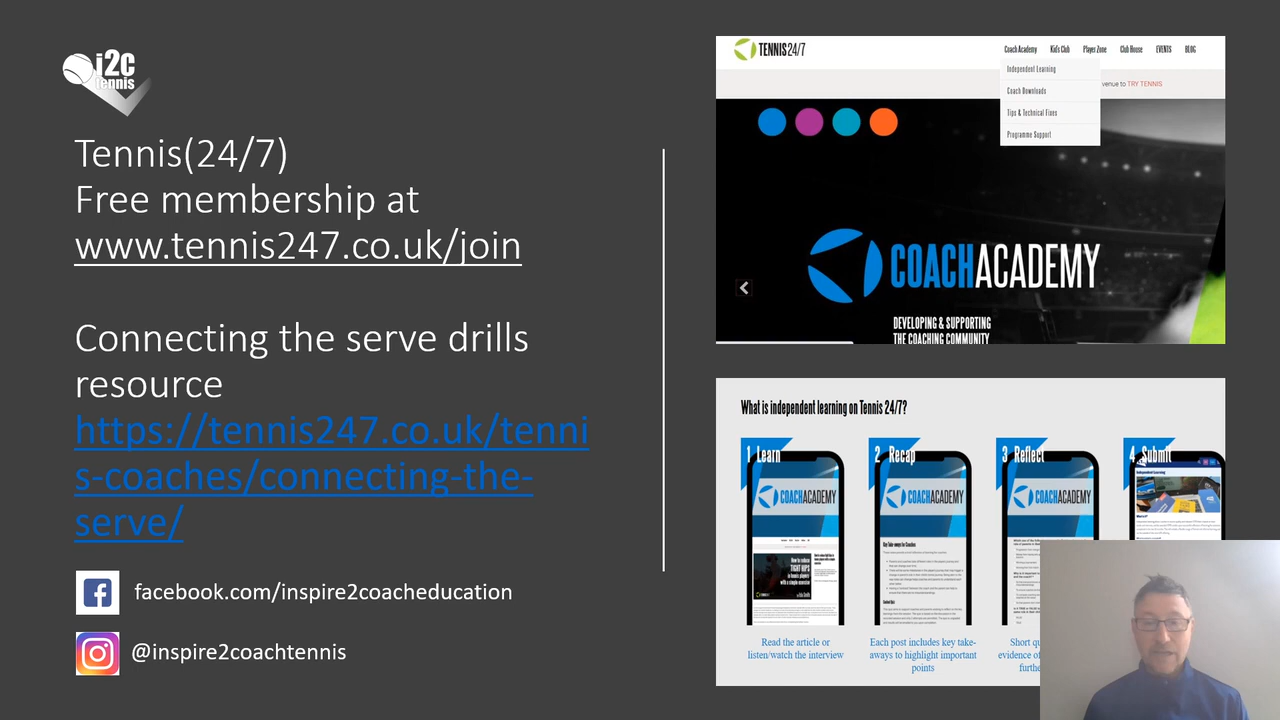 i2c
tennis
Tennis(24/7)
Free membership at
www.tennis247.co.uk/join
Connecting the serve drills
resource
https://tennis247.co.uk/tenni
s-coaches/connecting-the-
serve/
facebook.com/inspire2coacheducation
@inspire2coachtennis
TENNIS24/7
Coach Academy Kid's Club Player Zone Club House EVENTS BLOG
Independent Learning
Coach Downloads
Tips & Technical Fixes
Programme Support
venue to TRY TENNIS
COACHACADEMY
DEVELOPING & SUPPORTING
THE COACHING COMMUNITY
What is independent learning on Tennis 24/7?
1 Learn
2 Recap
3 Reflect
4 Submit
COACHACADEMY
COACHACADEMY
COACHACADEMY
Independent Learning
Read the article or
listen/watch the interview
Each post includes key take-
aways to highlight important
points
Short
evidence of